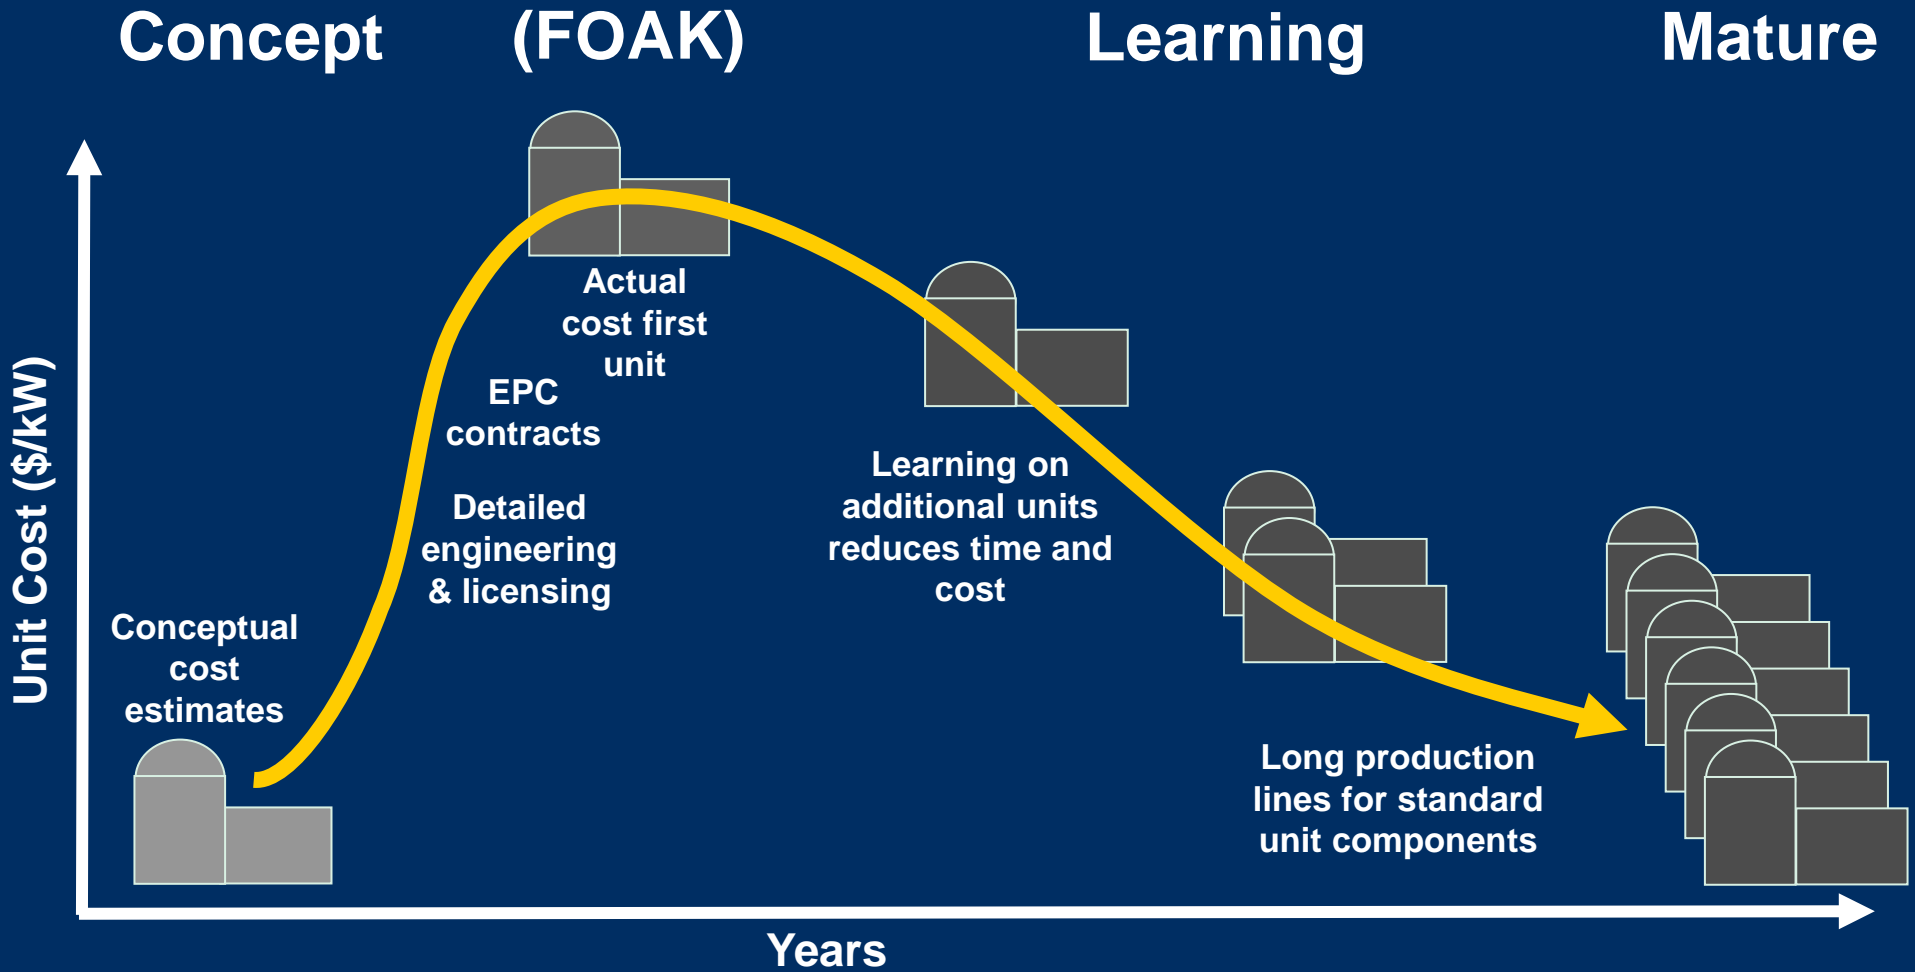 Concept
(FOAK)
Learning
Mature
Unit Cost ($/kW)
Conceptual
cost
estimates
Detailed
engineering
& licensing
EPC
contracts
Actual
cost first
unit
Learning on
additional units
reduces time and
cost
Long production
lines for standard
unit components
Years